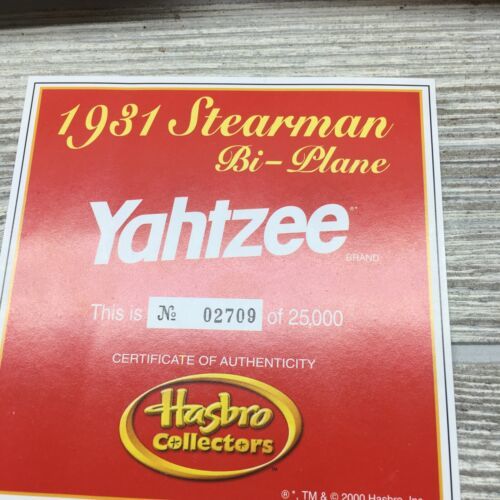 1931 Stearman
Bi-Plane
Yahtzee®
BRAND
This is № 02709 of 25,000
CERTIFICATE OF AUTHENTICITY
Hasbro
Collectors™
®*, TM & © 2000 Hasbro, Inc.